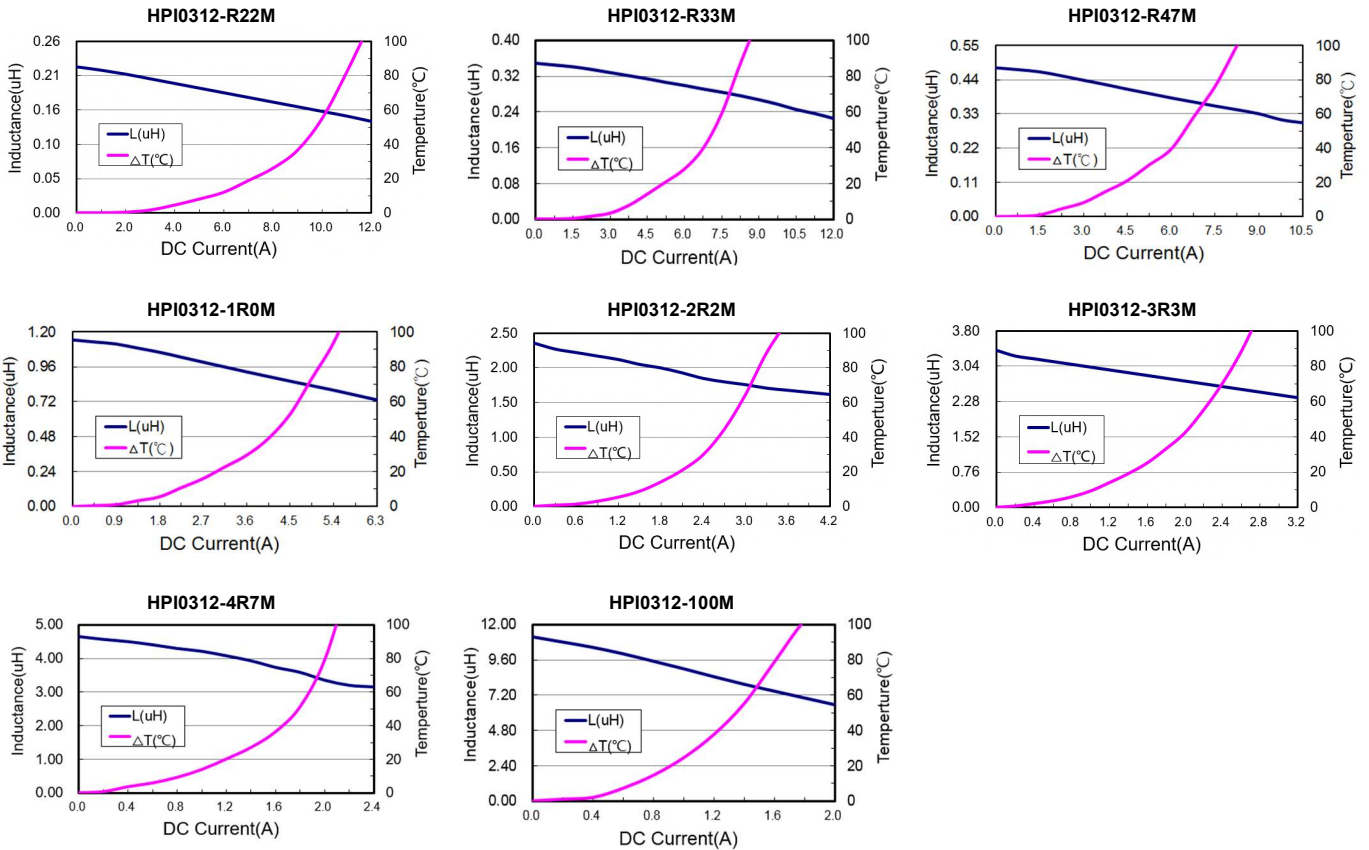 HPI0312-R22M
0.26
0.21
0.16
0.10
0.05
0.00
100
80
60
40
20
0
0.0 2.0 4.0 6.0 8.0 10.0 12.0
Inductance(uH)
Temperture(℃)
L(uH)
△T(℃)
DC Current(A)
HPI0312-R33M
0.40
0.32
0.24
0.16
0.08
0.00
100
80
60
40
20
0
0.0 1.5 3.0 4.5 6.0 7.5 9.0 10.5 12.0
Inductance(uH)
Temperture(℃)
L(uH)
△T(℃)
DC Current(A)
HPI0312-R47M
0.55
0.44
0.33
0.22
0.11
0.00
100
80
60
40
20
0
0.0 1.5 3.0 4.5 6.0 7.5 9.0 10.5
Inductance(uH)
Temperture(℃)
L(uH)
△T(℃)
DC Current(A)
HPI0312-1R0M
1.20
0.96
0.72
0.48
0.24
0.00
100
80
60
40
20
0
0.0 0.9 1.8 2.7 3.6 4.5 5.4 6.3
Inductance(uH)
Temperture(℃)
L(uH)
△T(℃)
DC Current(A)
HPI0312-2R2M
2.50
2.00
1.50
1.00
0.50
0.00
100
80
60
40
20
0
0.0 0.6 1.2 1.8 2.4 3.0 3.6 4.2
Inductance(uH)
Temperture(℃)
L(uH)
△T(℃)
DC Current(A)
HPI0312-3R3M
3.80
3.04
2.28
1.52
0.76
0.00
100
80
60
40
20
0
0.0 0.4 0.8 1.2 1.6 2.0 2.4 2.8 3.2
Inductance(uH)
Temperture(℃)
L(uH)
△T(℃)
DC Current(A)
HPI0312-4R7M
5.00
4.00
3.00
2.00
1.00
0.00
100
80
60
40
20
0
0.0 0.4 0.8 1.2 1.6 2.0 2.4
Inductance(uH)
Temperture(℃)
L(uH)
△T(℃)
DC Current(A)
HPI0312-100M
12.00
9.60
7.20
4.80
2.40
0.00
100
80
60
40
20
0
0.0 0.4 0.8 1.2 1.6 2.0
Inductance(uH)
Temperture(℃)
L(uH)
△T(℃)
DC Current(A)